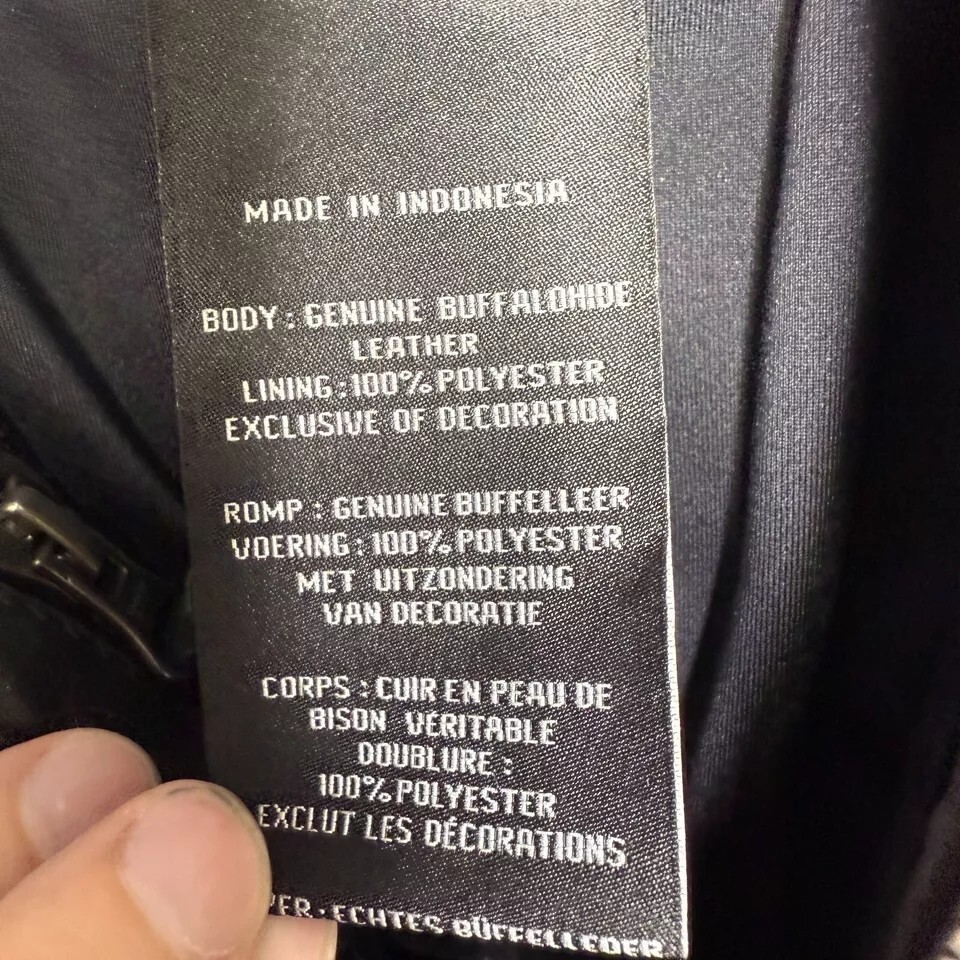 MADE IN INDONESIA
BODY : GENUINE BUFFALOHIDE
LEATHER
LINING : 100% POLYESTER
EXCLUSIVE OF DECORATION
ROMP : GENUINE BUFFELLEER
VOERING : 100% POLYESTER
MET UITZONDERING
VAN DECORATIE
CORPS : CUIR EN PEAU DE
BISON VÉRITABLE
DOUBLURE :
100% POLYESTER
EXCLUT LES DÉCORATIONS
ECHTES BÜFFELLEDER